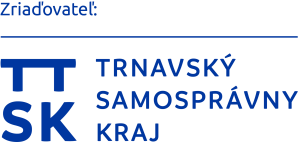 Zriaďovateľ:
TT
SK
TRNAVSKÝ
SAMOSPRÁVNY
KRAJ